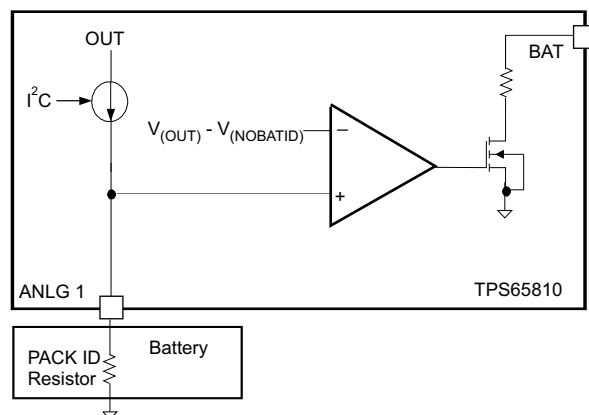 OUT
BAT
I²C
V(OUT) - V(NOBATID)
−
+
ANLG 1
TPS65810
PACK ID
Resistor
Battery